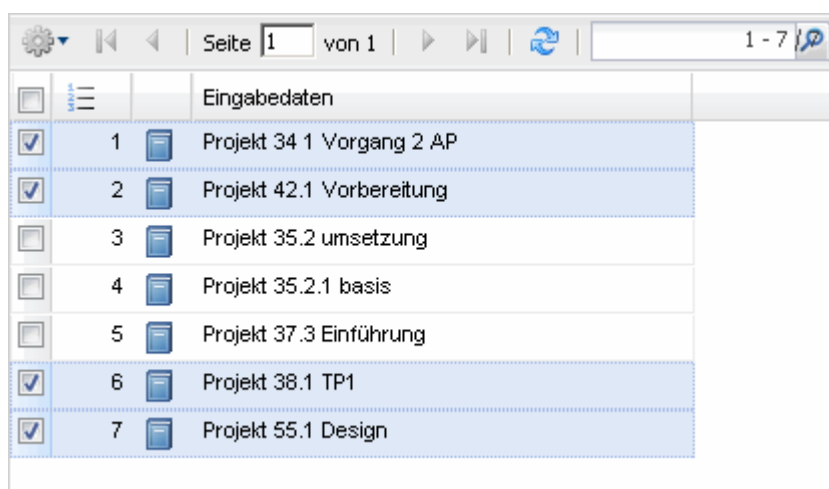 Seite 1 von 1 1 - 7 /
Eingabedaten
1 Projekt 34 1 Vorgang 2 AP
2 Projekt 42.1 Vorbereitung
3 Projekt 35.2 umsetzung
4 Projekt 35.2.1 basis
5 Projekt 37.3 Einführung
6 Projekt 38.1 TP1
7 Projekt 55.1 Design